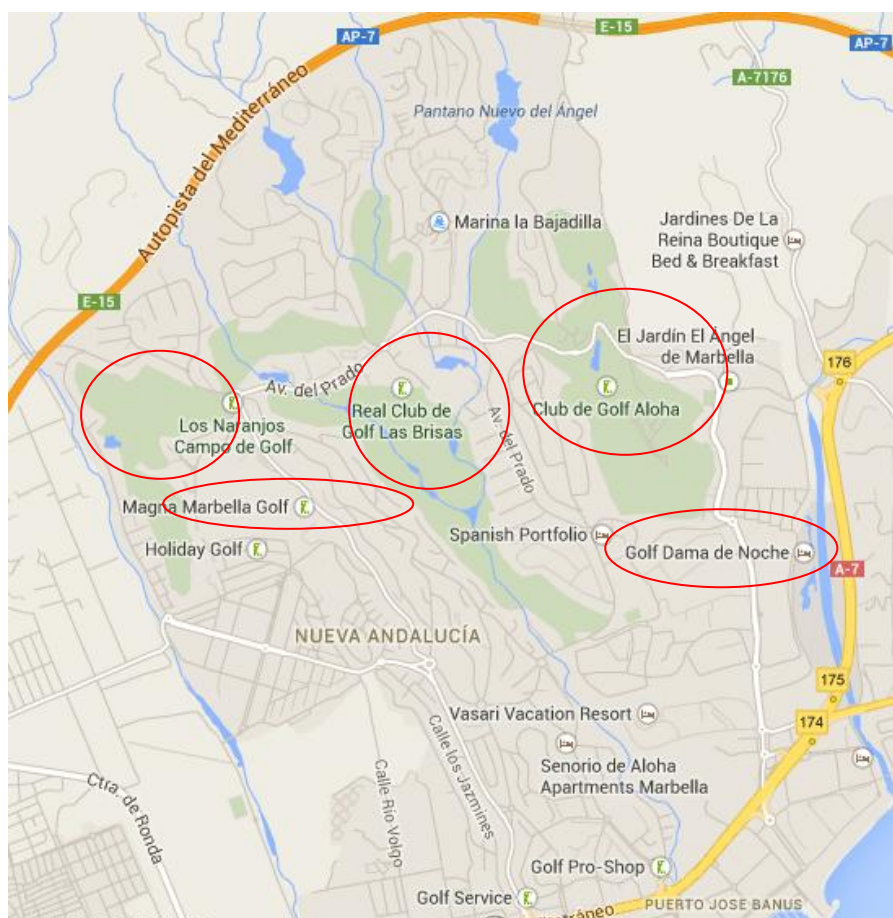 E-15
AP-7
AP-7
A-7176
Autopista del Mediterráneo
Pantano Nuevo del Ángel
Marina la Bajadilla
Jardines De La
Reina Boutique
Bed & Breakfast
E-15
El Jardín El Ángel
de Marbella
176
Av. del Prado
Real Club de
Golf Las Brisas
Club de Golf Aloha
Los Naranjos
Campo de Golf
Av. del Prado
Magna Marbella Golf
Spanish Portfolio
Golf Dama de Noche
Holiday Golf
A-7
NUEVA ANDALUCÍA
175
Vasari Vacation Resort
174
Senorio de Aloha
Apartments Marbella
Calle los Jazmines
Calle Rio Volgo
Ctra. de Ronda
Golf Pro-Shop
Golf Service
PUERTO JOSE BANUS